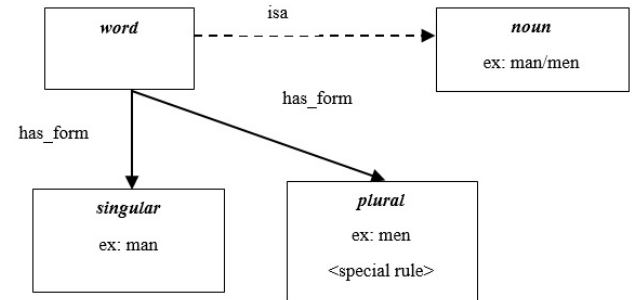 word
isa
noun
ex: man/men
has_form
has_form
singular
ex: man
plural
ex: men
<special rule>